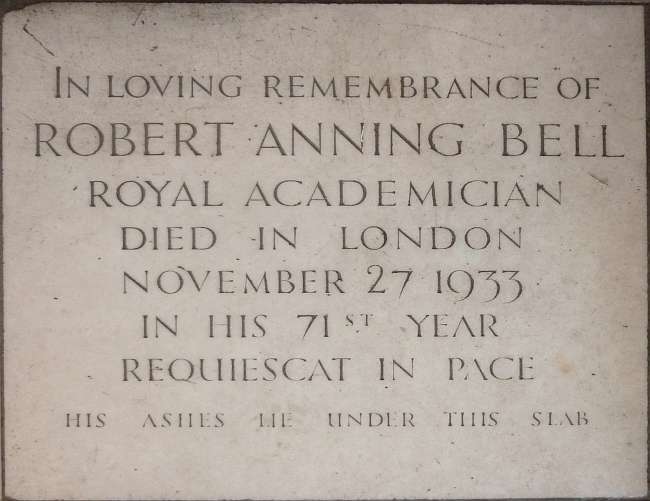 IN LOVING REMEMBRANCE OF
ROBERT ANNING BELL
ROYAL ACADEMICIAN
DIED IN LONDON
NOVEMBER 27 1933
IN HIS 71ST YEAR
REQUIESCAT IN PACE
HIS ASHES LIE UNDER THIS SLAB